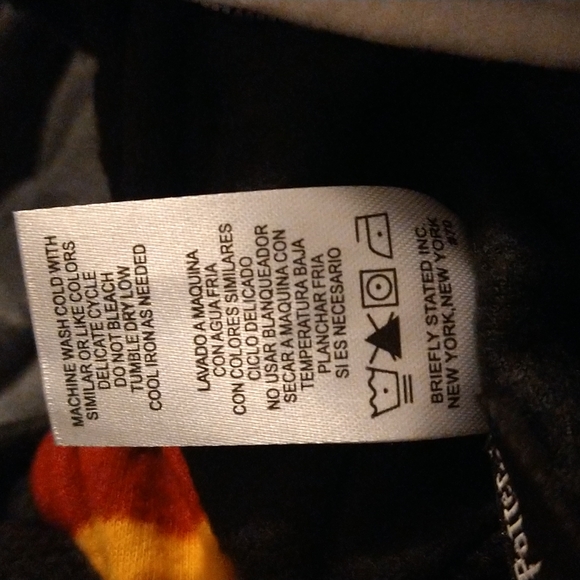 MACHINE WASH COLD WITH
SIMILAR OR LIKE COLORS
DELICATE CYCLE
DO NOT BLEACH
TUMBLE DRY LOW
COOL IRON AS NEEDED
LAVADO A MAQUINA
CON AGUA FRIA
CON COLORES SIMILARES
CICLO DELICADO
NO USAR BLANQUEADOR
SECAR A MAQUINA CON
TEMPERATURA BAJA
PLANCHAR FRIA
SI ES NECESARIO
BRIEFLY STATED INC.
NEW YORK, NEW YORK